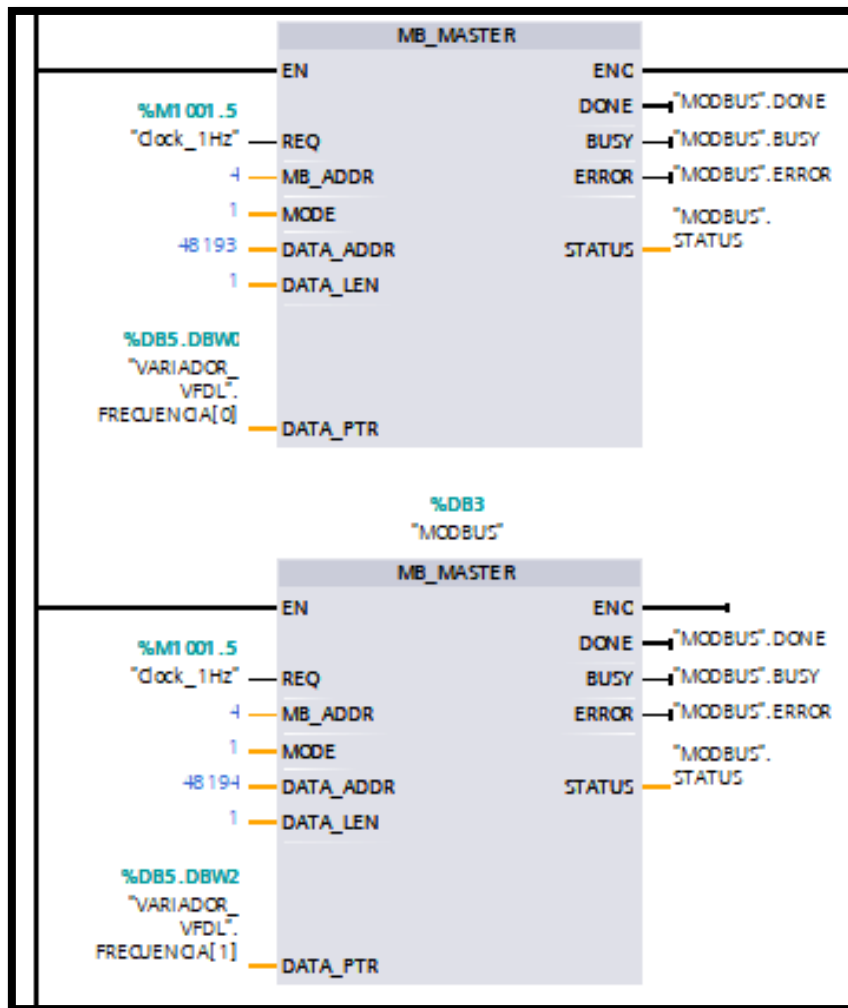 MB_MASTER
EN ENO
DONE "MODBUS".DONE
%M1001.5
"Clock_1Hz" REQ BUSY "MODBUS".BUSY
4 MB_ADDR ERROR "MODBUS".ERROR
1 MODE "MODBUS".
48193 DATA_ADDR STATUS STATUS
1 DATA_LEN
%DB5.DBW0
"VARIADOR_
VFDL".
FRECUENCIA[0]
DATA_PTR
%DB3
"MODBUS"
MB_MASTER
EN ENO
DONE "MODBUS".DONE
%M1001.5
"Clock_1Hz" REQ BUSY "MODBUS".BUSY
4 MB_ADDR ERROR "MODBUS".ERROR
1 MODE "MODBUS".
48194 DATA_ADDR STATUS STATUS
1 DATA_LEN
%DB5.DBW2
"VARIADOR_
VFDL".
FRECUENCIA[1]
DATA_PTR